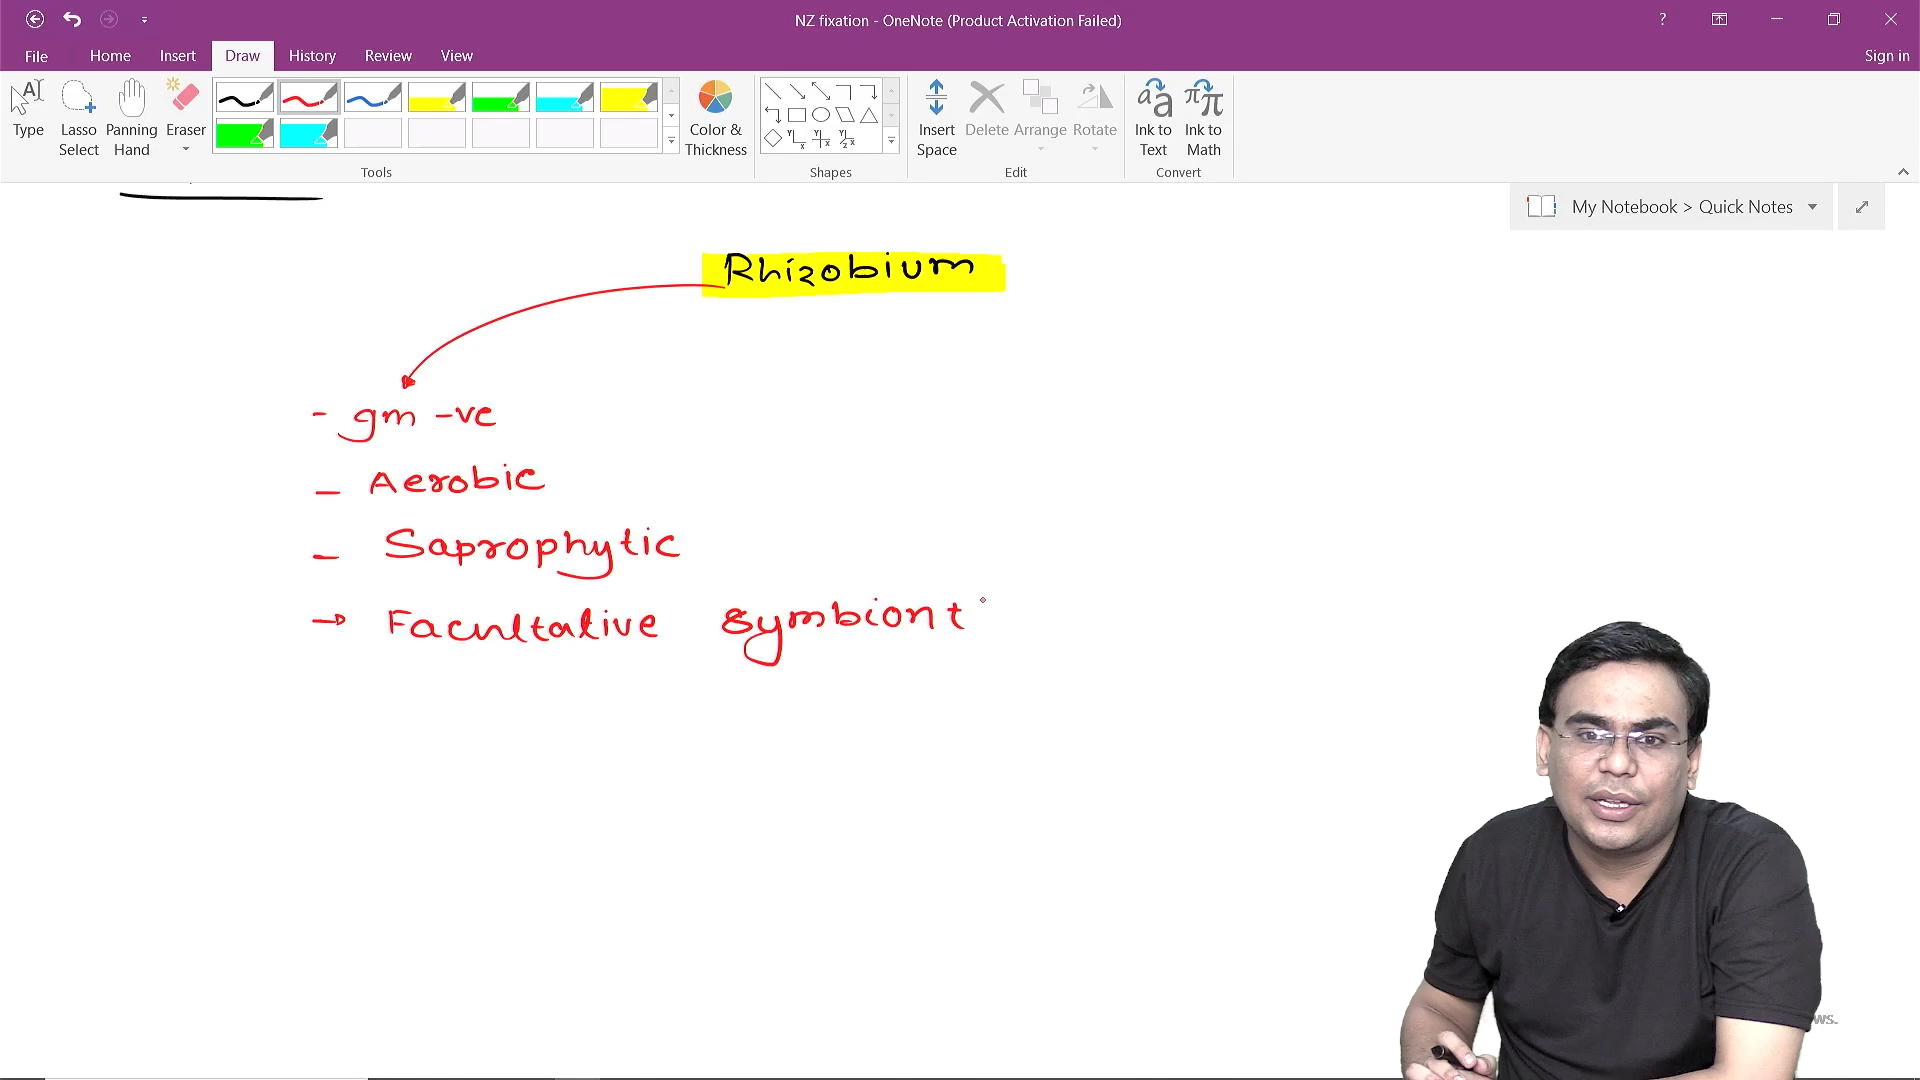 NZ fixation - OneNote (Product Activation Failed)
?
File Home Insert Draw History Review View
Sign in
Type
Lasso Select
Panning Hand
Eraser
Color & Thickness
Insert Space
Delete
Arrange
Rotate
Ink to Text
Ink to Math
Tools
Shapes
Edit
Convert
My Notebook > Quick Notes
Rhizobium
- gm -ve
- Aerobic
- Saprophytic
→ Facultative symbiont
ws.